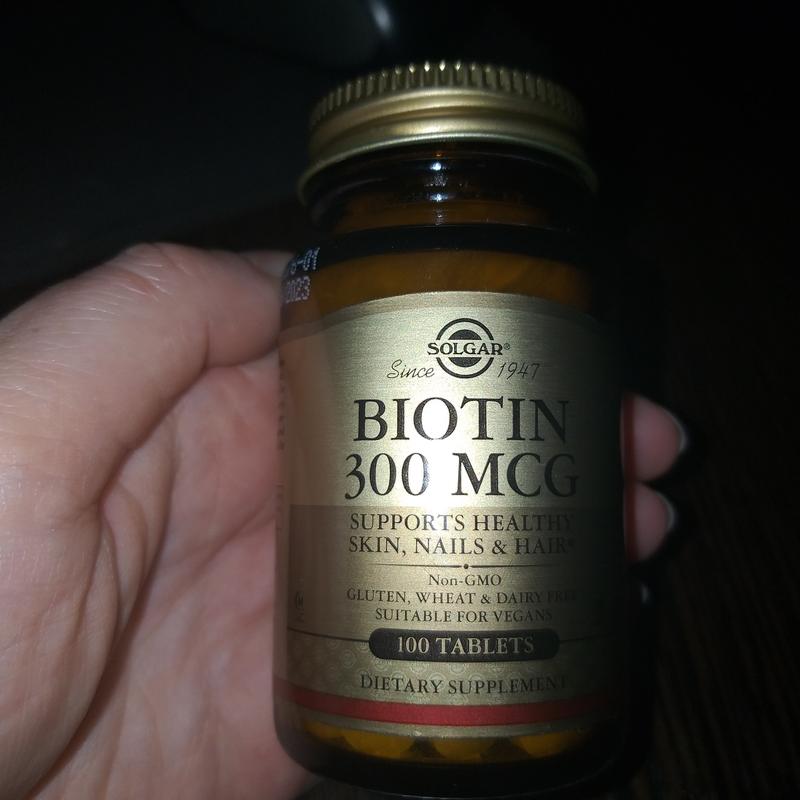 -01
SOLGAR®
Since 1947
BIOTIN
300 MCG
SUPPORTS HEALTHY
SKIN, NAILS & HAIR*
Non-GMO
GLUTEN, WHEAT & DAIRY FREE
SUITABLE FOR VEGANS
100 TABLETS
DIETARY SUPPLEMENT